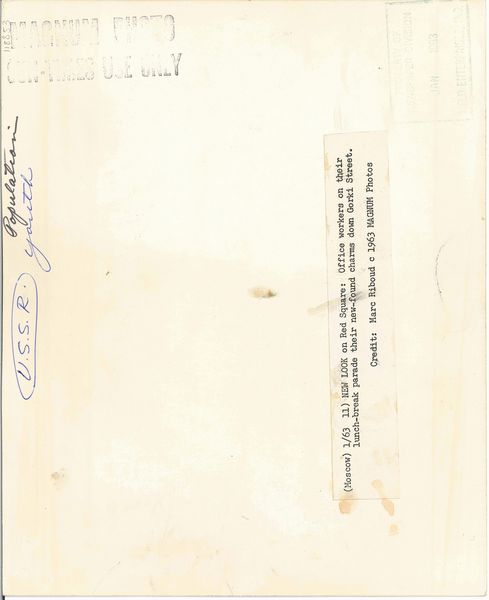 MAGNUM PHOTO
SUN-TIMES USE ONLY
Population
youth
U.S.S.R.
(Moscow) 1/63 11) NEW LOOK on Red Square: Office workers on their
lunch-break parade their new-found charms down Gorki Street.
Credit: Marc Riboud c 1963 MAGNUM Photos
JAN